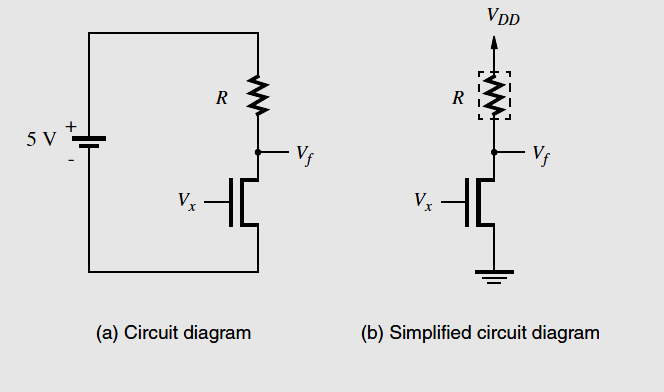 V_DD
R
R
5 V
+
-
V_f
V_f
V_x
V_x
(a) Circuit diagram
(b) Simplified circuit diagram